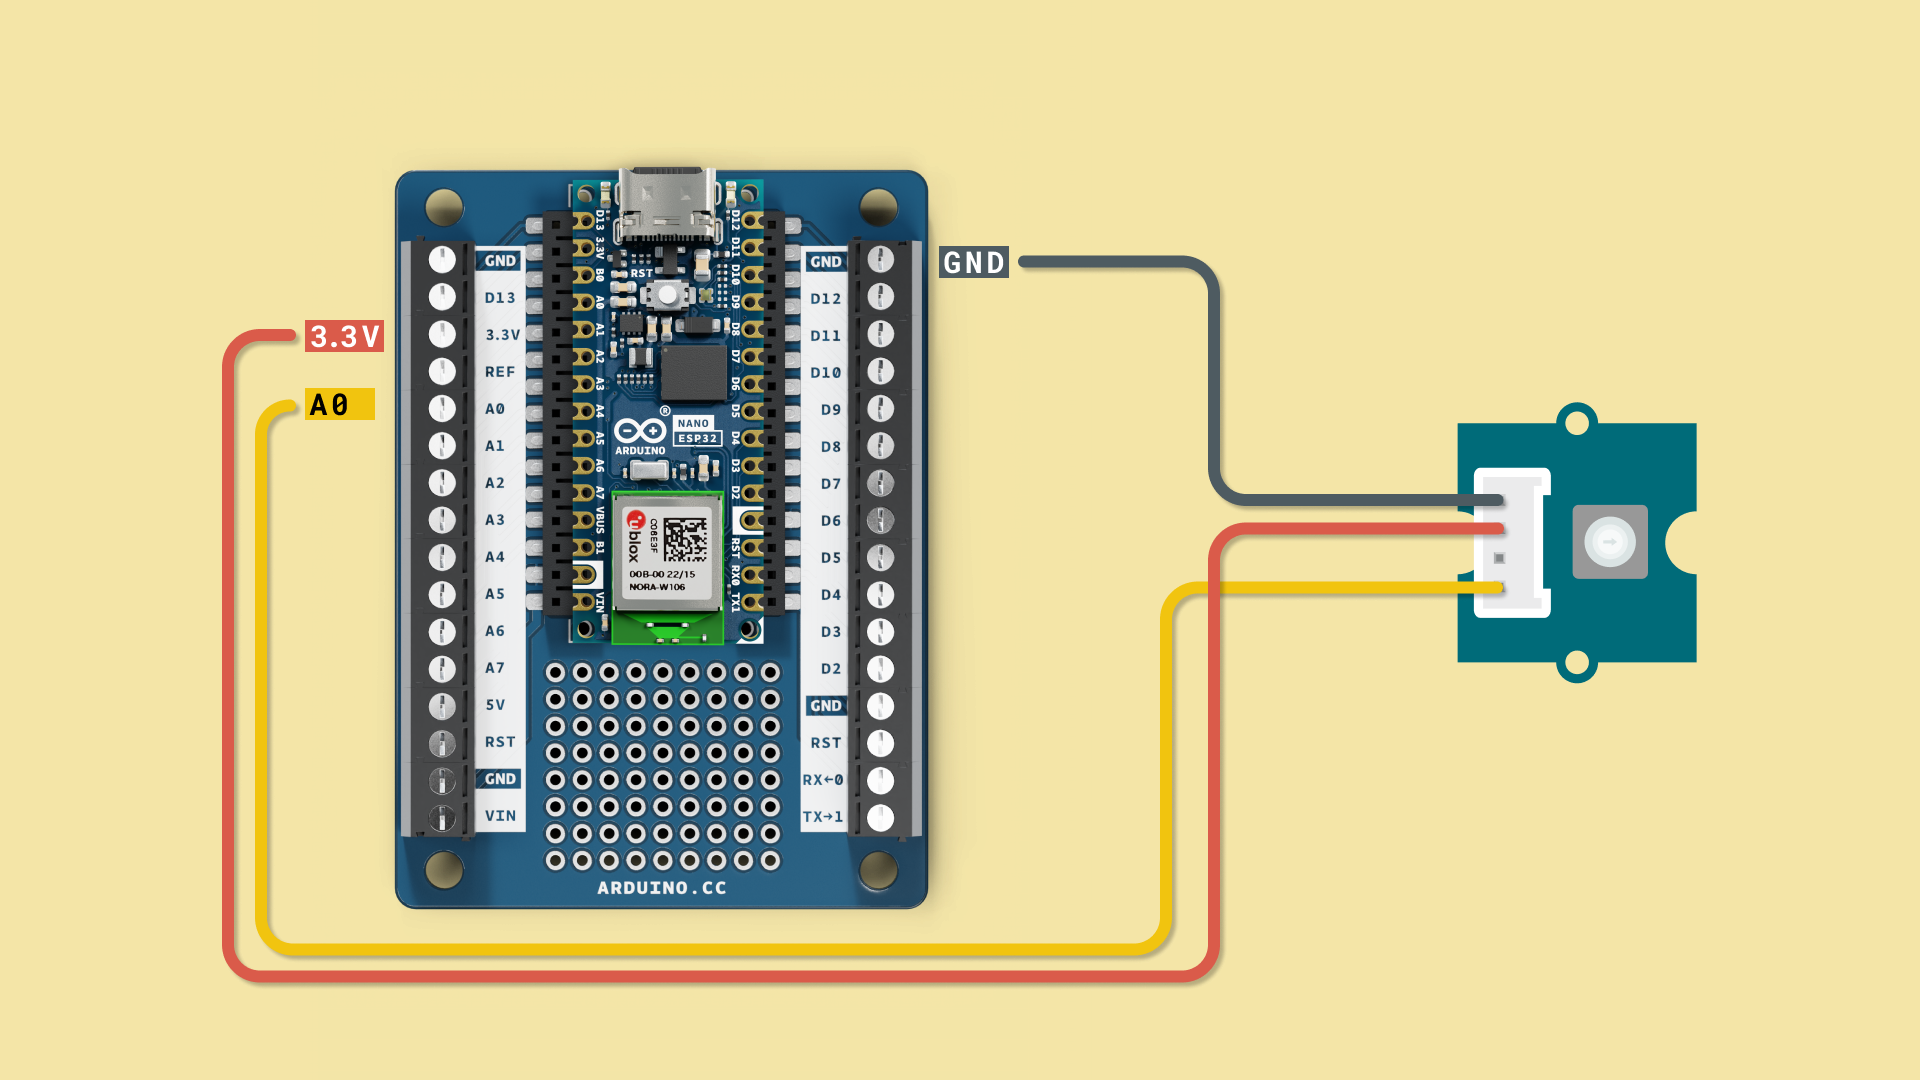 GND
3.3V
A0
GND
D13
3.3V
REF
A0
A1
A2
A3
A4
A5
A6
A7
5V
RST
GND
VIN
D13
3.3V
B0
A0
A1
A2
A3
A4
A5
A6
A7
VBUS
B1
VIN
RST
®
NANO
ESP32
ARDUINO
ublox
C06E3F
00B-00 22/15
NORA-W106
D12
D11
D10
D9
D8
D7
D6
D5
D4
D3
D2
RST
RX0
TX1
GND
D12
D11
D10
D9
D8
D7
D6
D5
D4
D3
D2
GND
RST
RX←0
TX→1
ARDUINO.CC